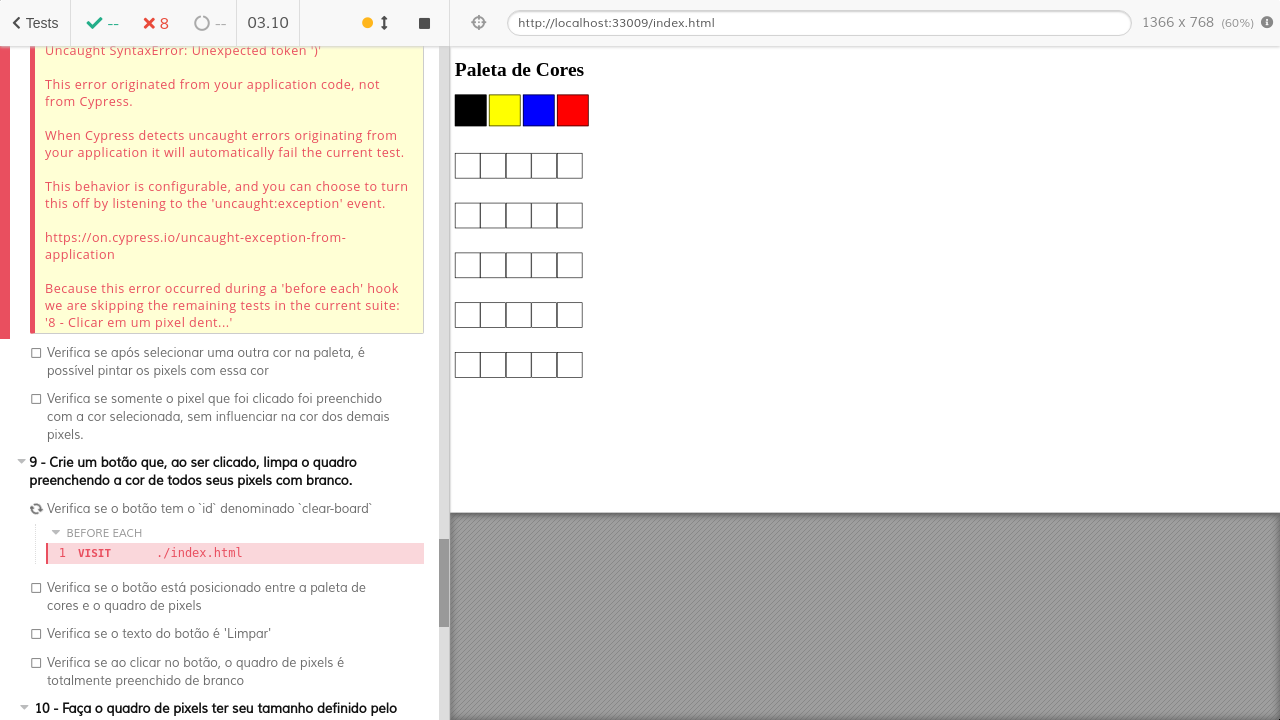 Tests
--
8
--
03.10
http://localhost:33009/index.html
1366 x 768 (60%)
Uncaught SyntaxError: Unexpected token ')'
This error originated from your application code, not
from Cypress.
When Cypress detects uncaught errors originating from
your application it will automatically fail the current test.
This behavior is configurable, and you can choose to turn
this off by listening to the 'uncaught:exception' event.
https://on.cypress.io/uncaught-exception-from-
application
Because this error occurred during a 'before each' hook
we are skipping the remaining tests in the current suite:
'8 - Clicar em um pixel dent...'
Verifica se após selecionar uma outra cor na paleta, é
possível pintar os pixels com essa cor
Verifica se somente o pixel que foi clicado foi preenchido
com a cor selecionada, sem influenciar na cor dos demais
pixels.
9 - Crie um botão que, ao ser clicado, limpa o quadro
preenchendo a cor de todos seus pixels com branco.
Verifica se o botão tem o `id` denominado `clear-board`
BEFORE EACH
1 VISIT ./index.html
Verifica se o botão está posicionado entre a paleta de
cores e o quadro de pixels
Verifica se o texto do botão é 'Limpar'
Verifica se ao clicar no botão, o quadro de pixels é
totalmente preenchido de branco
10 - Faça o quadro de pixels ter seu tamanho definido pelo
Paleta de Cores